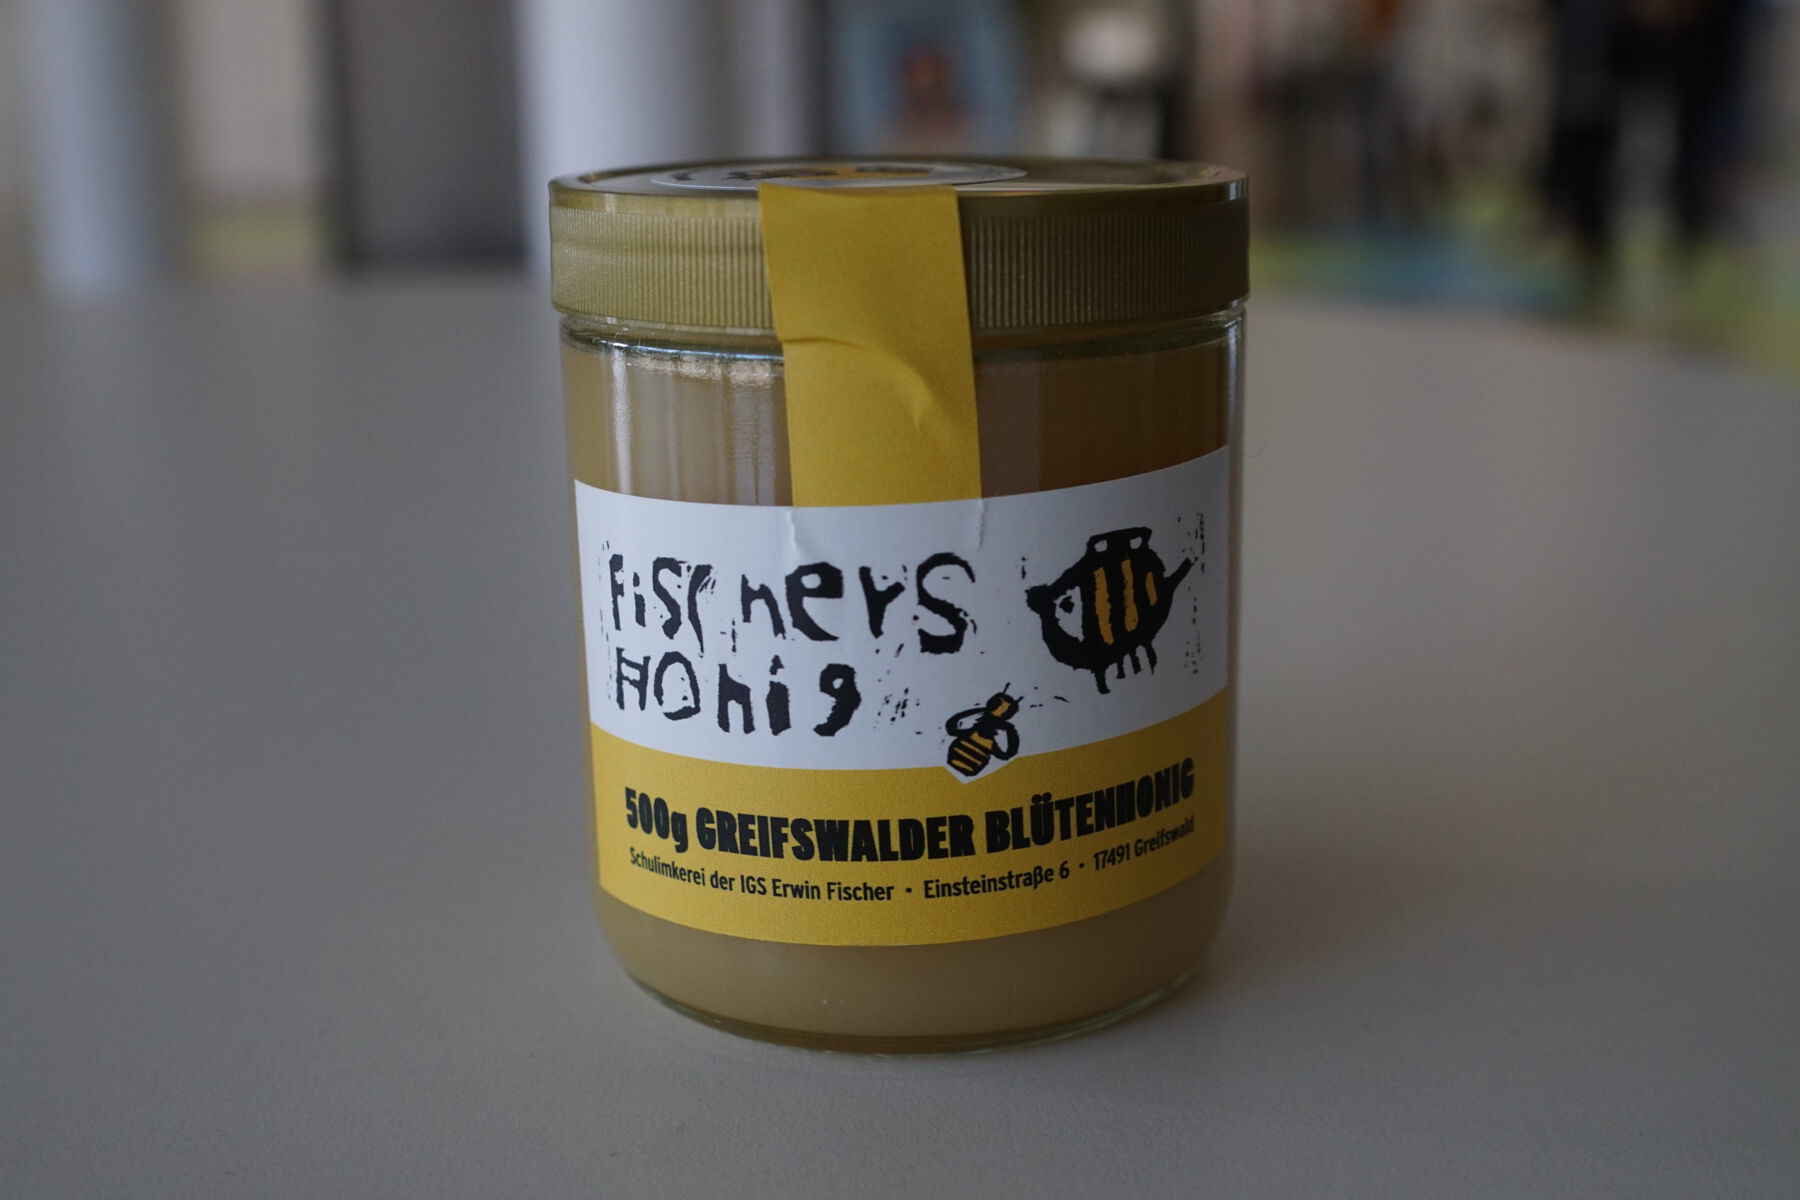 Fischers
Honig
500g GREIFSWALDER BLÜTENHONIG
Schulimkerei der IGS Erwin Fischer · Einsteinstraße 6 · 17491 Greifswald